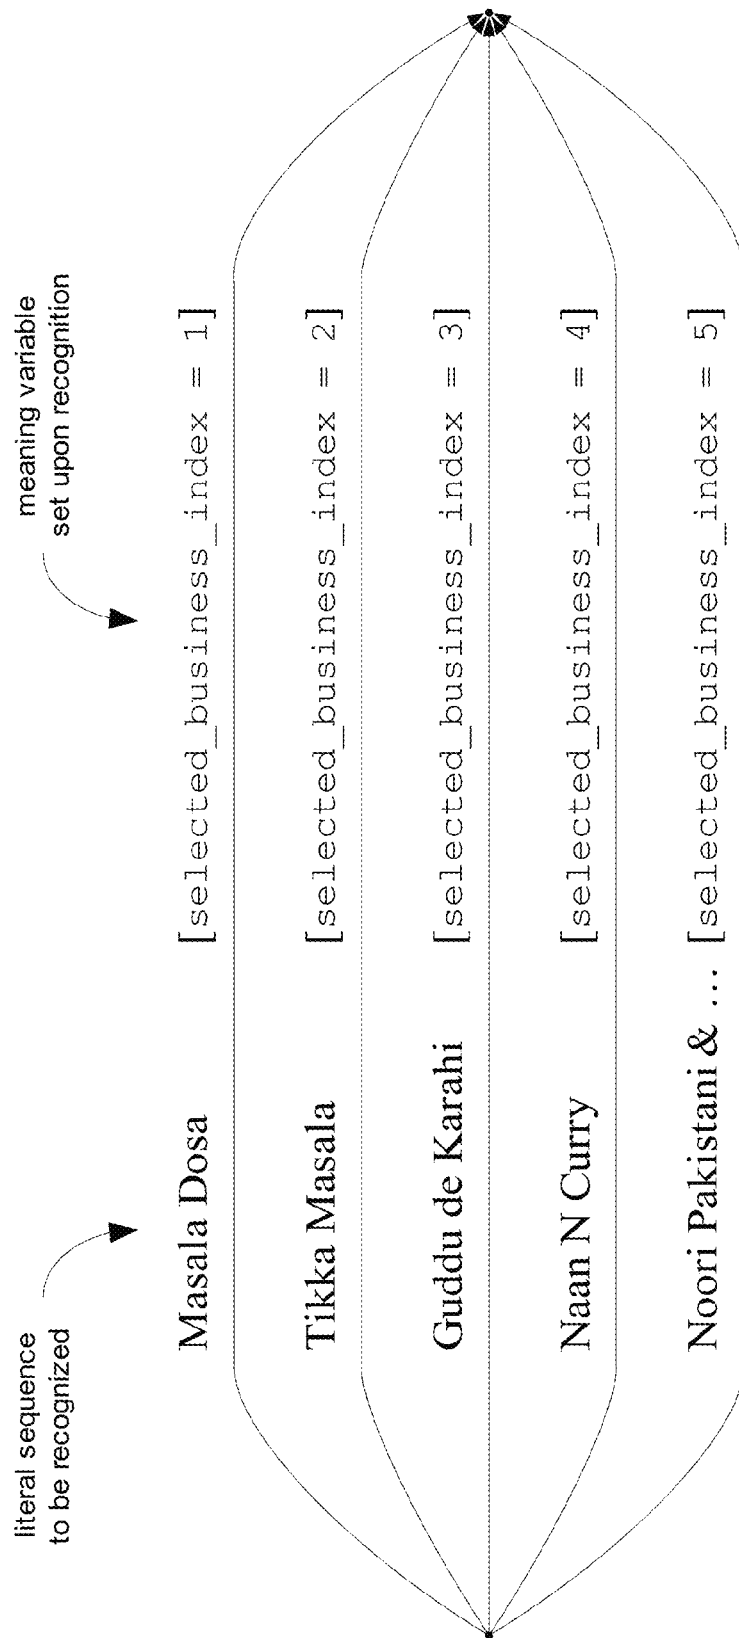 literal sequence
to be recognized
meaning variable
set upon recognition
Masala Dosa [selected_business_index = 1]
Tikka Masala [selected_business_index = 2]
Guddu de Karahi [selected_business_index = 3]
Naan N Curry [selected_business_index = 4]
Noori Pakistani & ... [selected_business_index = 5]